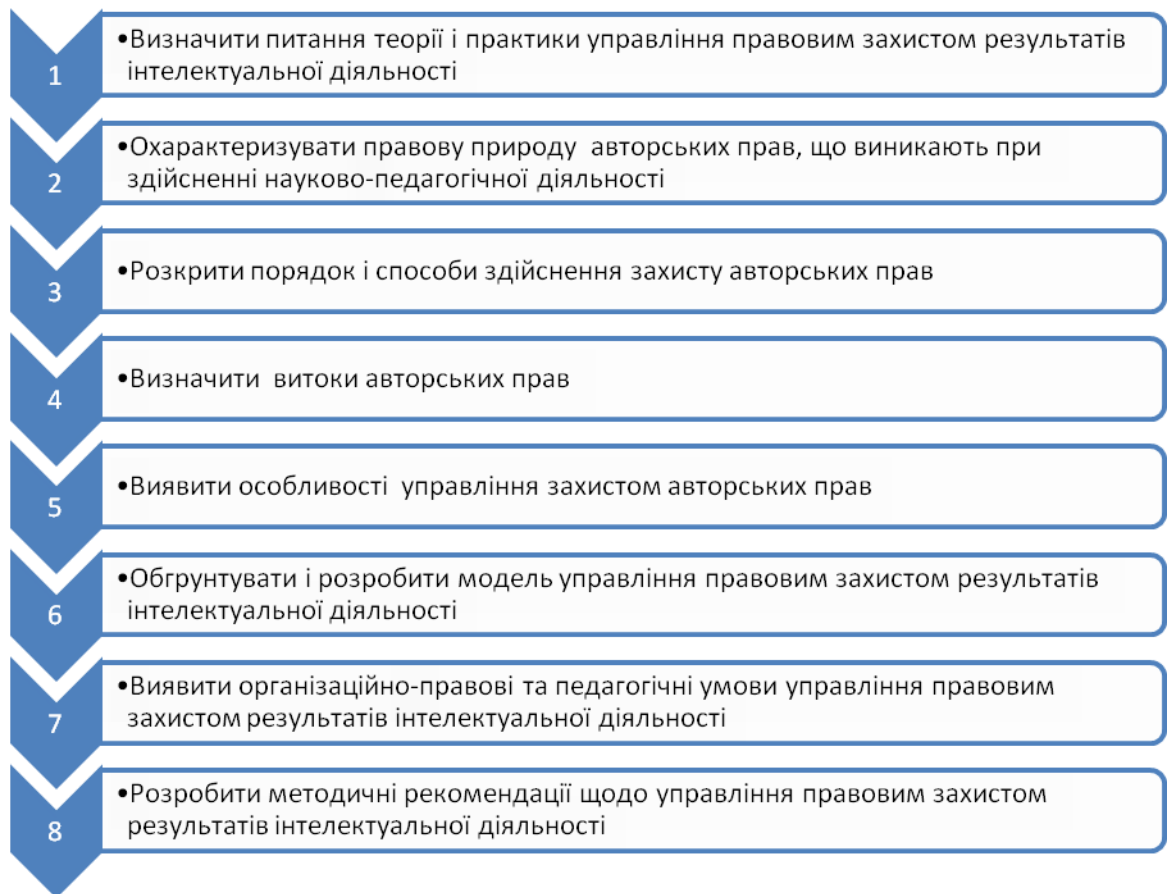 1
•Визначити питання теорії і практики управління правовим захистом результатів
інтелектуальної діяльності
2
•Охарактеризувати правову природу авторських прав, що виникають при
здійсненні науково-педагогічної діяльності
3
•Розкрити порядок і способи здійснення захисту авторських прав
4
•Визначити витоки авторських прав
5
•Виявити особливості управління захистом авторських прав
6
•Обгрунтувати і розробити модель управління правовим захистом результатів
інтелектуальної діяльності
7
•Виявити організаційно-правові та педагогічні умови управління правовим
захистом результатів інтелектуальної діяльності
8
•Розробити методичні рекомендації щодо управління правовим захистом
результатів інтелектуальної діяльності